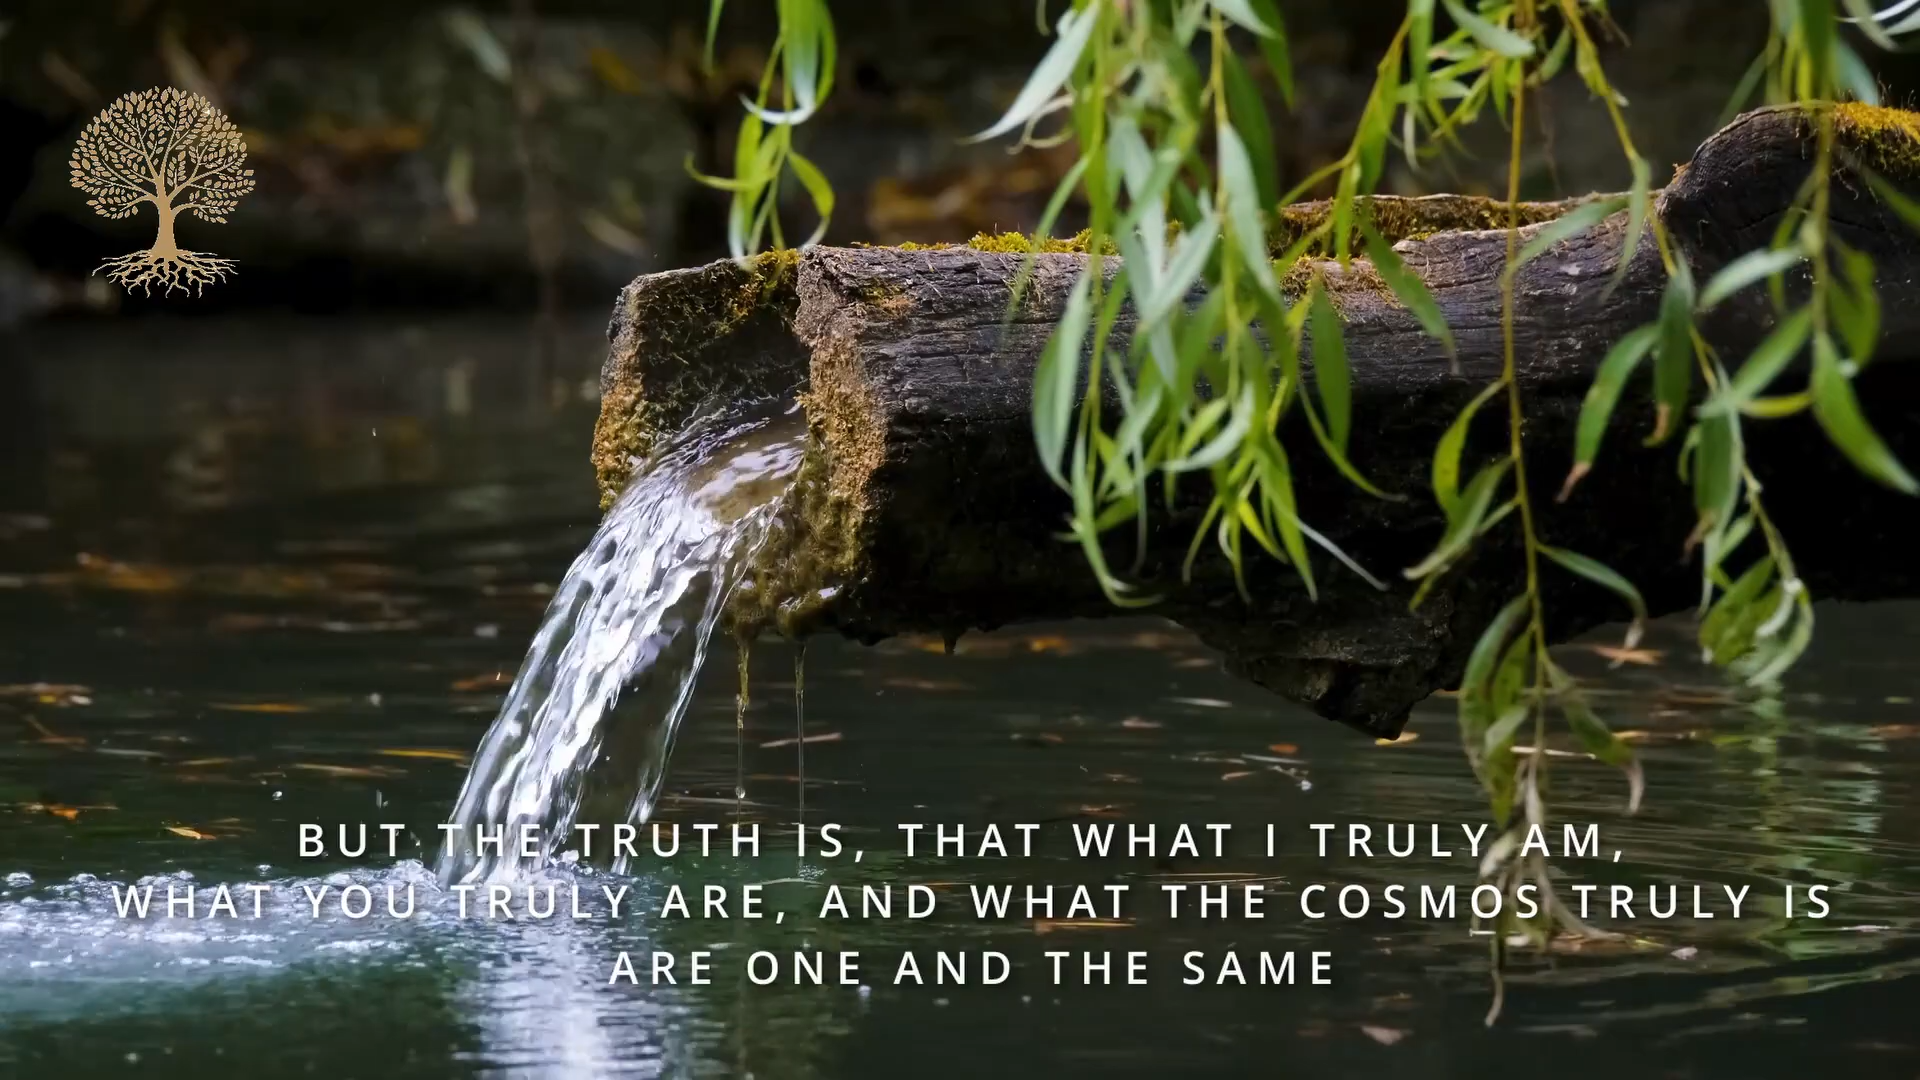 BUT THE TRUTH IS, THAT WHAT I TRULY AM,
WHAT YOU TRULY ARE, AND WHAT THE COSMOS TRULY IS
ARE ONE AND THE SAME